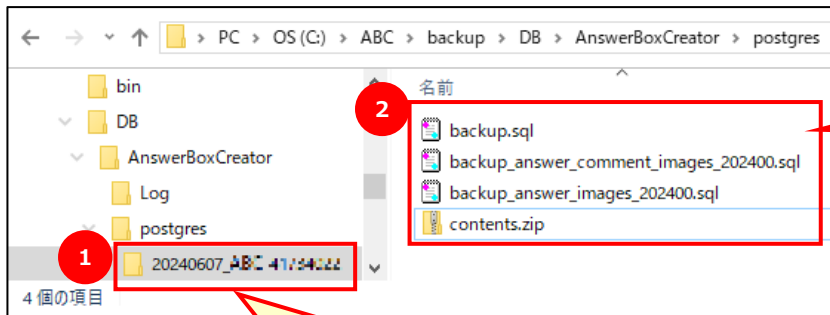 PC > OS (C:) > ABC > backup > DB > AnswerBoxCreator > postgres
bin
DB
AnswerBoxCreator
Log
postgres
1
20240607_ABC
4 個の項目
名前
2
backup.sql
backup_answer_comment_images_202400.sql
backup_answer_images_202400.sql
contents.zip